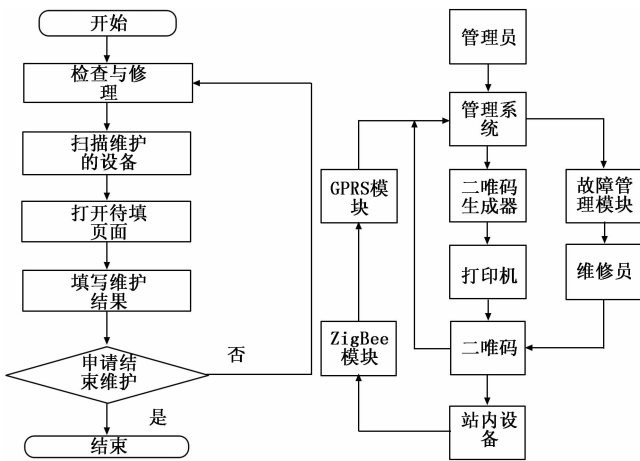 开始
检查与修
理
扫描维护
的设备
打开待填
页面
填写维护
结果
申请结
束维护
否
是
结束
管理员
管理系
统
GPRS模
块
二唯码
生成器
故障管
理模块
打印机
维修员
ZigBee
模块
二唯码
站内设
备